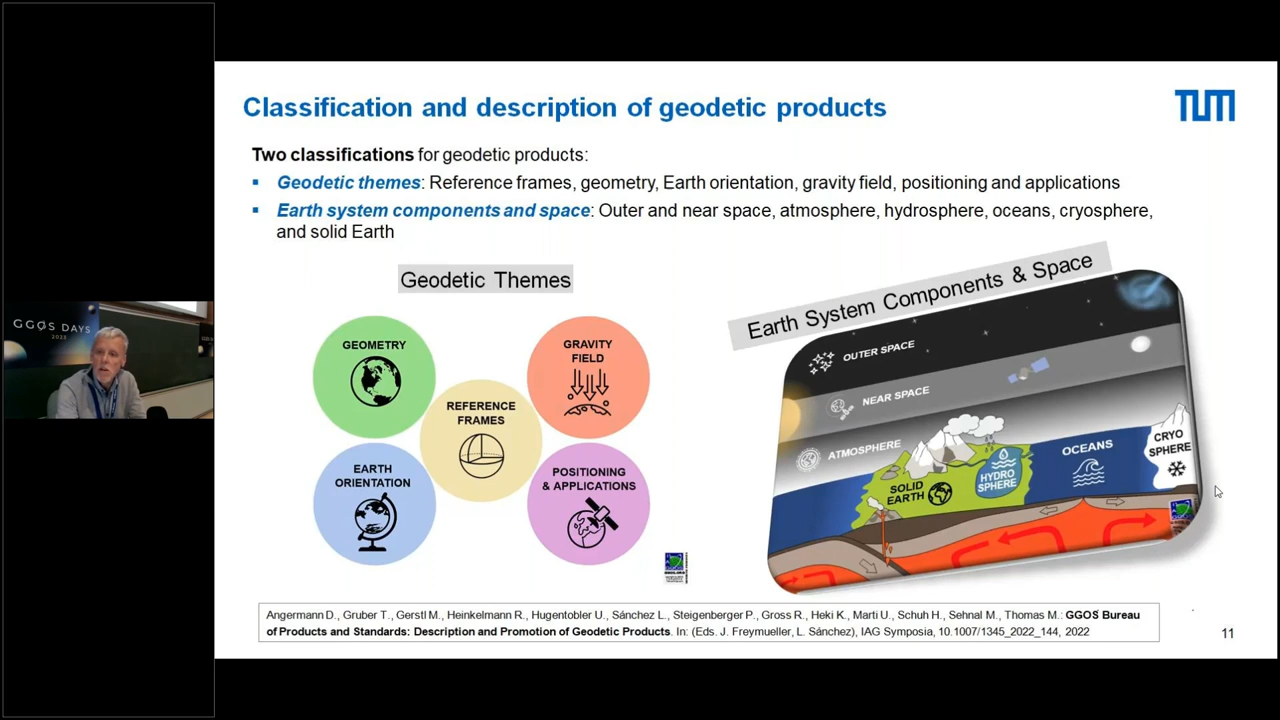 Classification and description of geodetic products
TUM
Two classifications for geodetic products:
▪ Geodetic themes: Reference frames, geometry, Earth orientation, gravity field, positioning and applications
▪ Earth system components and space: Outer and near space, atmosphere, hydrosphere, oceans, cryosphere,
and solid Earth
Geodetic Themes
GEOMETRY
GRAVITY
FIELD
REFERENCE
FRAMES
EARTH
ORIENTATION
POSITIONING
& APPLICATIONS
Earth System Components & Space
OUTER SPACE
NEAR SPACE
ATMOSPHERE
SOLID
EARTH
HYDRO
SPHERE
OCEANS
CRYO
SPHERE
GGOS DAYS
2023
Angermann D., Gruber T., Gerstl M., Heinkelmann R., Hugentobler U., Sánchez L., Steigenberger P., Gross R., Heki K., Marti U., Schuh H., Sehnal M., Thomas M.: GGOS Bureau
of Products and Standards: Description and Promotion of Geodetic Products. In: (Eds. J. Freymueller, L. Sánchez), IAG Symposia, 10.1007/1345_2022_144, 2022
11